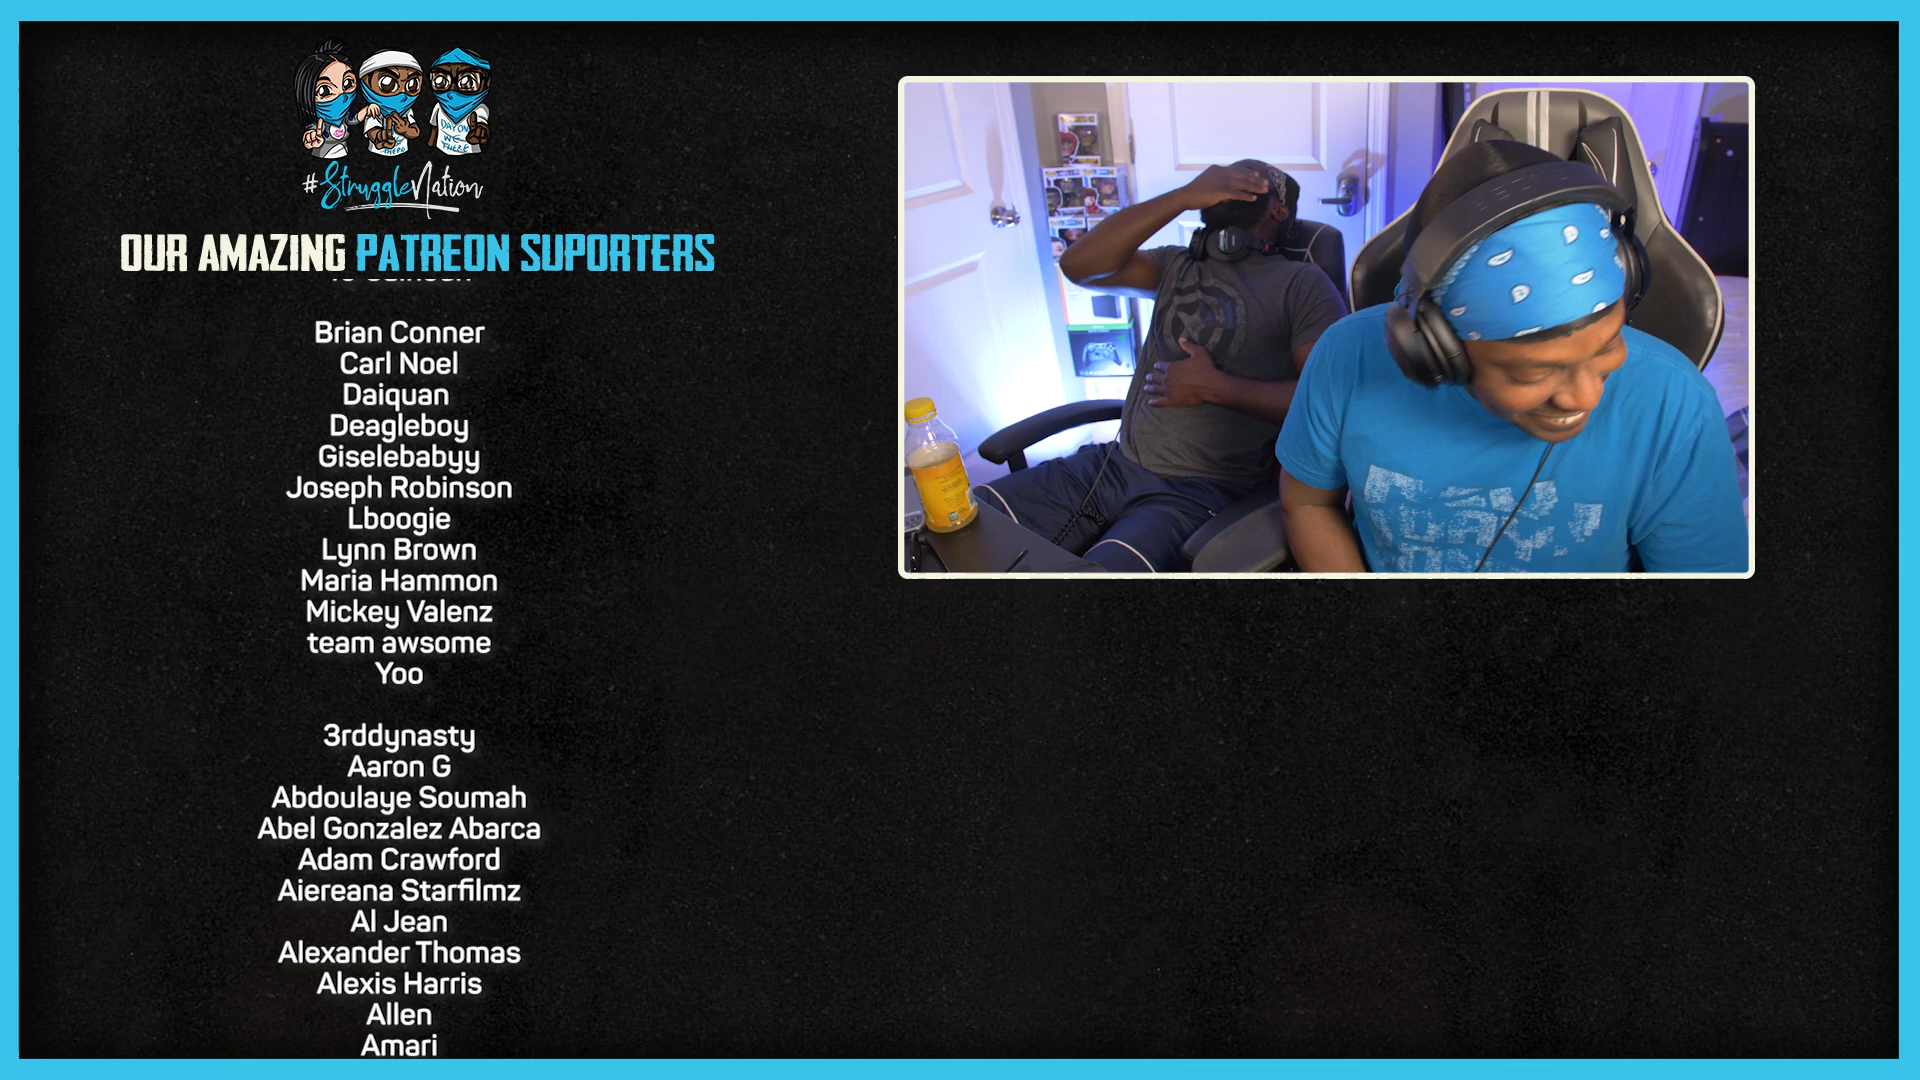 #StruggleNation
OUR AMAZING PATREON SUPORTERS
Brian Conner
Carl Noel
Daiquan
Deagleboy
Giselebabyy
Joseph Robinson
Lboogie
Lynn Brown
Maria Hammon
Mickey Valenz
team awsome
Yoo
3rddynasty
Aaron G
Abdoulaye Soumah
Abel Gonzalez Abarca
Adam Crawford
Aiereana Starfilmz
Al Jean
Alexander Thomas
Alexis Harris
Allen
Amari